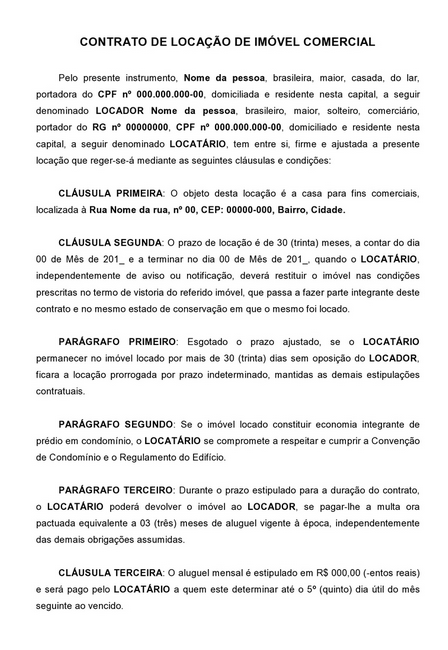 CONTRATO DE LOCAÇÃO DE IMÓVEL COMERCIAL
Pelo presente instrumento, Nome da pessoa, brasileira, maior, casada, do lar,
portadora do CPF nº 000.000.000-00, domiciliada e residente nesta capital, a seguir
denominado LOCADOR Nome da pessoa, brasileiro, maior, solteiro, comerciário,
portador do RG nº 00000000, CPF nº 000.000.000-00, domiciliado e residente nesta
capital, a seguir denominado LOCATÁRIO, tem entre si, firme e ajustada a presente
locação que reger-se-á mediante as seguintes cláusulas e condições:
CLÁUSULA PRIMEIRA: O objeto desta locação é a casa para fins comerciais,
localizada à Rua Nome da rua, nº 00, CEP: 00000-000, Bairro, Cidade.
CLÁUSULA SEGUNDA: O prazo de locação é de 30 (trinta) meses, a contar do dia
00 de Mês de 201_ e a terminar no dia 00 de Mês de 201_, quando o LOCATÁRIO,
independentemente de aviso ou notificação, deverá restituir o imóvel nas condições
prescritas no termo de vistoria do referido imóvel, que passa a fazer parte integrante deste
contrato e no mesmo estado de conservação em que o mesmo foi locado.
PARÁGRAFO PRIMEIRO: Esgotado o prazo ajustado, se o LOCATÁRIO
permanecer no imóvel locado por mais de 30 (trinta) dias sem oposição do LOCADOR,
ficara a locação prorrogada por prazo indeterminado, mantidas as demais estipulações
contratuais.
PARÁGRAFO SEGUNDO: Se o imóvel locado constituir economia integrante de
prédio em condomínio, o LOCATÁRIO se compromete a respeitar e cumprir a Convenção
de Condomínio e o Regulamento do Edifício.
PARÁGRAFO TERCEIRO: Durante o prazo estipulado para a duração do contrato,
o LOCATÁRIO poderá devolver o imóvel ao LOCADOR, se pagar-lhe a multa ora
pactuada equivalente a 03 (três) meses de aluguel vigente à época, independentemente
das demais obrigações assumidas.
CLÁUSULA TERCEIRA: O aluguel mensal é estipulado em R$ 000,00 (-entos reais)
e será pago pelo LOCATÁRIO a quem este determinar até o 5º (quinto) dia útil do mês
seguinte ao vencido.